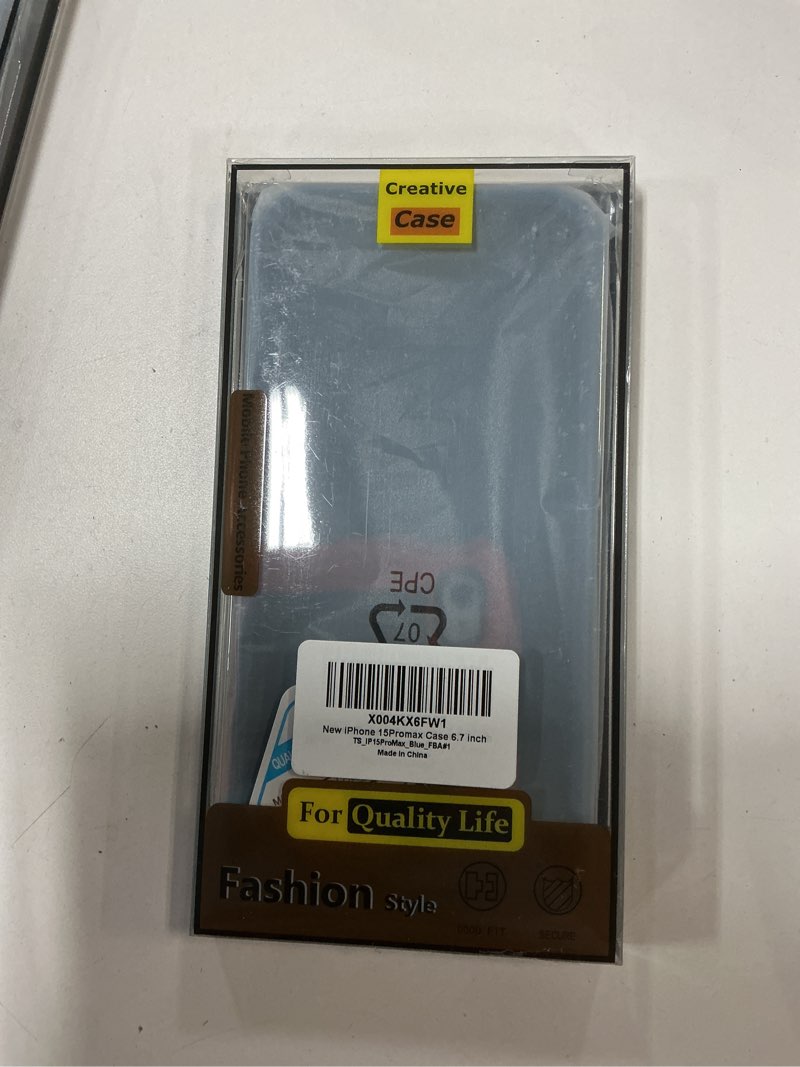 Creative
Case
Mobile Phone Accessories
CPE
07
X004KX6FW1
New iPhone 15Promax Case 6.7 inch
TS_IP15ProMax_Blue_FBA#1
Made in China
QUA
M
For Quality Life
Fashion Style
GOOD FIT
SECURE